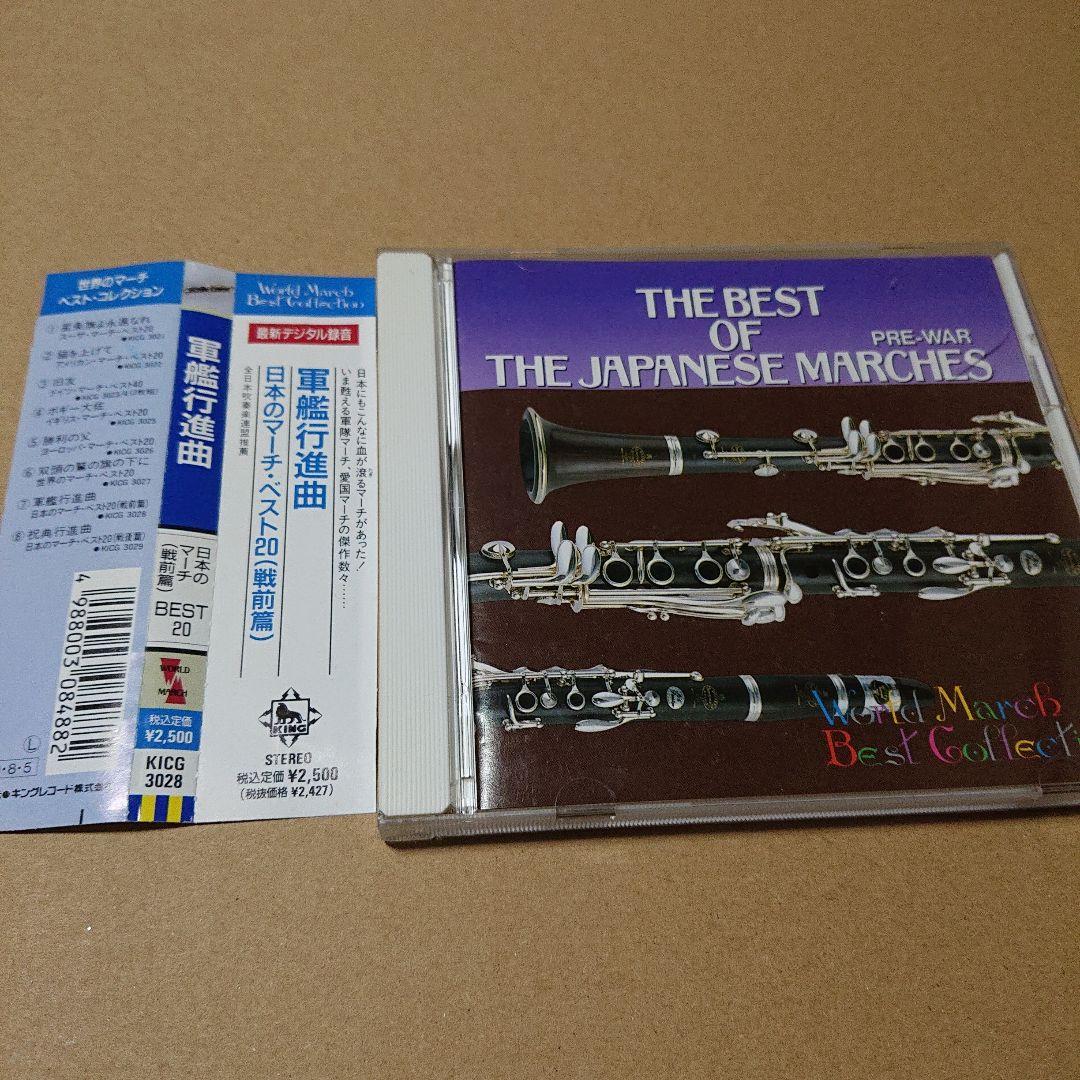 世界のマーチ
ベスト・コレクション
① 星条旗よ永遠なれ
スーザ・マーチ・ベスト20
●KICG 3021
② 錨を上げて
アメリカン・マーチ・ベスト20
●KICG 3022
③ 旧友
ドイツ・マーチ・ベスト40
●KICG 3023/4(2枚組)
④ ボギー大佐
イギリス・マーチ・ベスト20
●KICG 3025
⑤ 勝利の父
ヨーロッパ・マーチ・ベスト20
●KICG 3026
⑥ 双頭の鷲の旗の下に
世界のマーチ・ベスト20
●KICG 3027
⑦ 軍艦行進曲
日本のマーチ・ベスト20(戦前篇)
●KICG 3028
⑧ 祝典行進曲
日本のマーチ・ベスト20(戦後篇)
●KICG 3029
4 988003 084882
Ⓛ
・8・5
●キングレコード株式会
軍艦行進曲
日本の
マーチ
(戦前篇)
BEST
20
WORLD
MARCH
税込定価
¥2,500
KICG
3028
World March
Best Collection
最新デジタル録音
日本にもこんなに血が滾るマーチがあった!
いま甦える軍隊マーチ、愛国マーチの傑作数々……
軍艦行進曲
日本のマーチ・ベスト20(戦前篇)
全日本吹奏楽連盟推薦
KING
STEREO
税込定価 ¥2,500
(税抜価格 ¥2,427)
THE BEST
OF
PRE-WAR
THE JAPANESE MARCHES
World March
Best Collecti